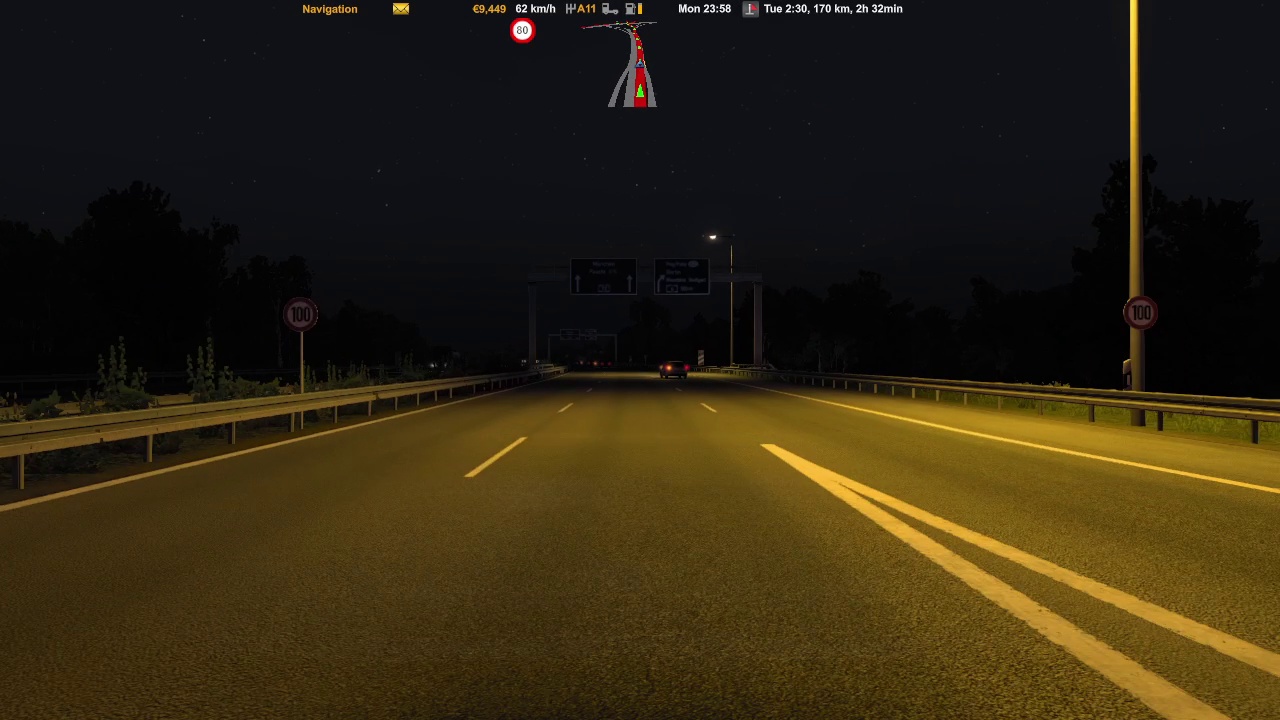 Navigation
€9,449 62 km/h A11
Mon 23:58
Tue 2:30, 170 km, 2h 32min
80
100
100